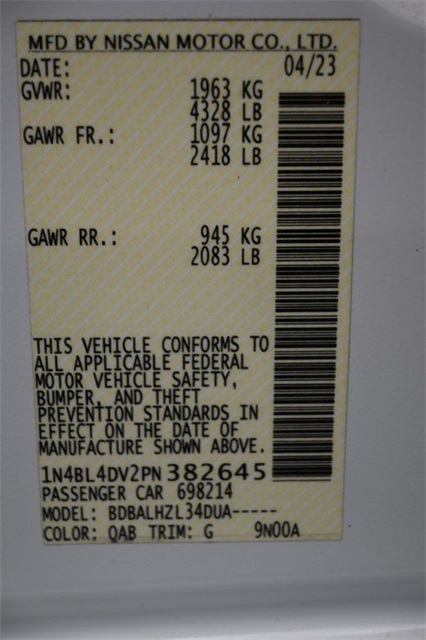 MFD BY NISSAN MOTOR CO., LTD.
DATE: 04/23
GVWR: 1963 KG
4328 LB
GAWR FR.: 1097 KG
2418 LB
GAWR RR.: 945 KG
2083 LB
THIS VEHICLE CONFORMS TO
ALL APPLICABLE FEDERAL
MOTOR VEHICLE SAFETY,
BUMPER, AND THEFT
PREVENTION STANDARDS IN
EFFECT ON THE DATE OF
MANUFACTURE SHOWN ABOVE.
1N4BL4DV2PN382645
PASSENGER CAR 698214
MODEL: BDBALHZL34DUA-----
COLOR: QAB TRIM: G 9N00A